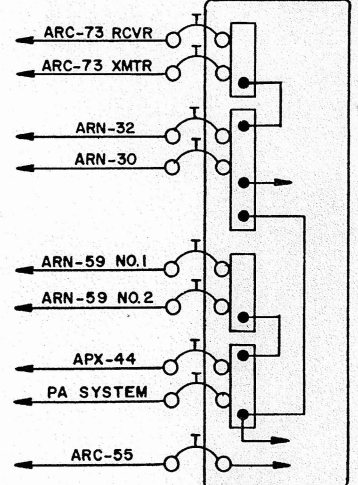 ARC-73 RCVR
ARC-73 XMTR
ARN-32
ARN-30
ARN-59 NO.1
ARN-59 NO.2
APX-44
PA SYSTEM
ARC-55